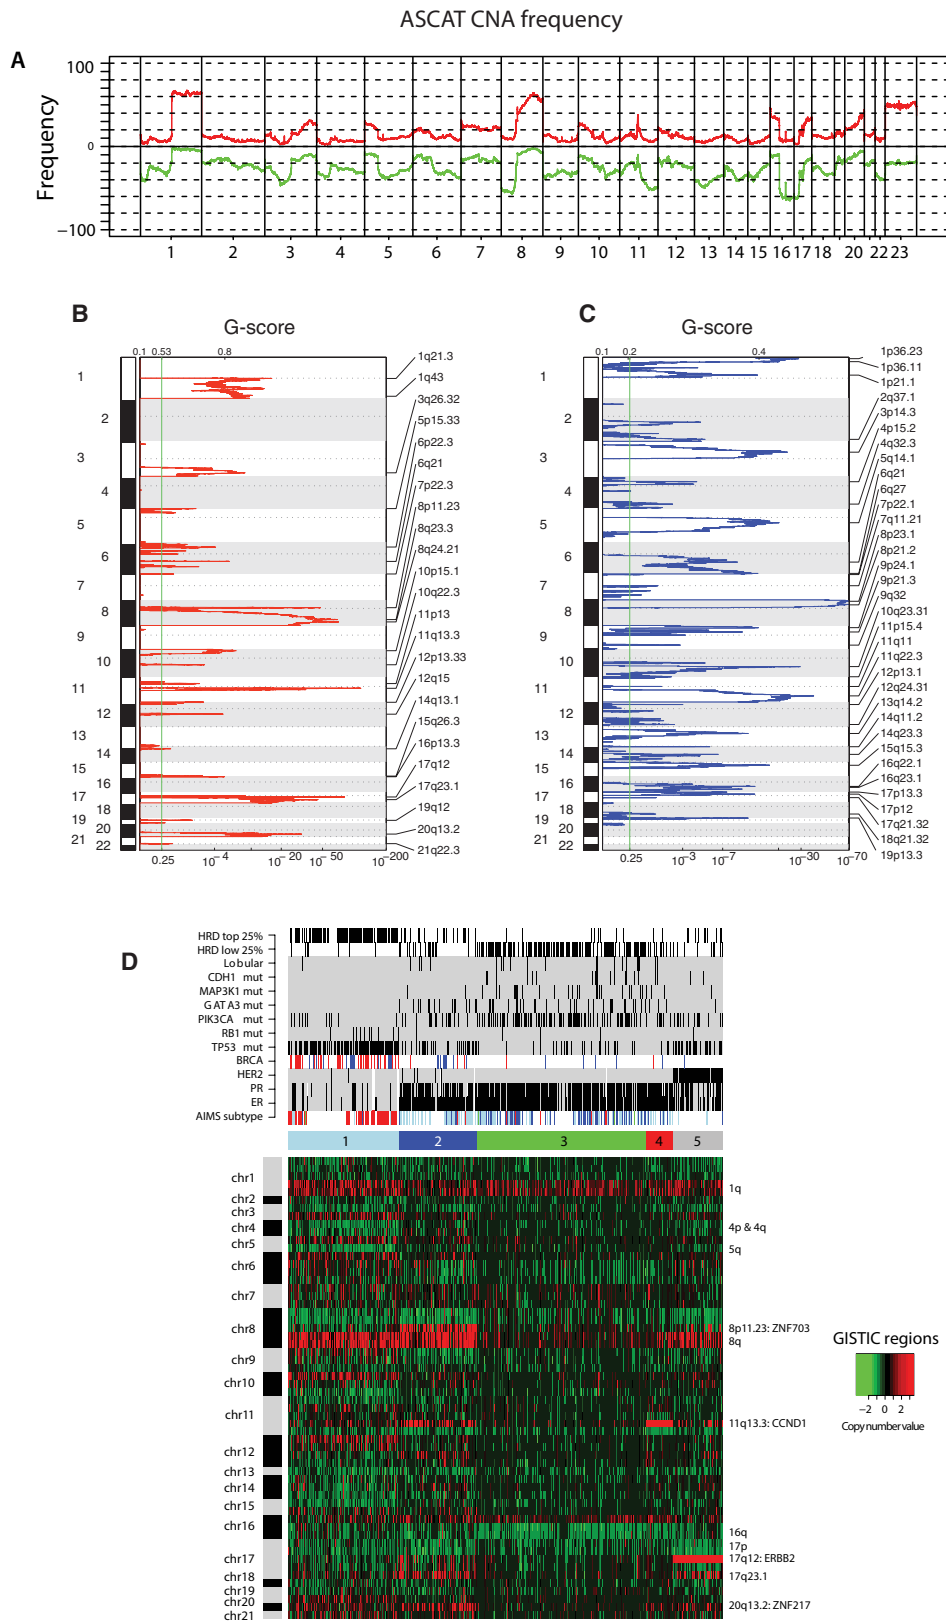 ASCAT CNA frequency
A
Frequency
100
0
−100
1 2 3 4 5 6 7 8 9 10 11 12 13 14 15 16 17 18 20 22 23
B
G-score
0.1 0.53 0.8
1
2
3
4
5
6
7
8
9
10
11
12
13
14
15
16
17
18
19
20
21
22
1q21.3
1q43
3q26.32
5p15.33
6p22.3
6q21
7p22.3
8p11.23
8q23.3
8q24.21
10p15.1
10q22.3
11p13
11q13.3
12p13.33
12q15
14q13.1
15q26.3
16p13.3
17q12
17q23.1
19q12
20q13.2
21q22.3
0.25 10−4 10−20 10−50 10−200
C
G-score
0.1 0.2 0.4
1
2
3
4
5
6
7
8
9
10
11
12
13
14
15
16
17
18
19
20
21
22
1p36.23
1p36.11
1p21.1
2q37.1
3p14.3
4p15.2
4q32.3
5q14.1
6q21
6q27
7p22.1
7q11.21
8p23.1
8p21.2
9p24.1
9p21.3
9q32
10q23.31
11p15.4
11q11
11q22.3
12p13.1
12q24.31
13q14.2
14q11.2
14q23.3
15q15.3
16q22.1
16q23.1
17p13.3
17p12
17q21.32
18q21.32
19p13.3
0.25 10−3 10−7 10−30 10−70
D
HRD top 25%
HRD low 25%
Lobular
CDH1 mut
MAP3K1 mut
GATA3 mut
PIK3CA mut
RB1 mut
TP53 mut
BRCA
HER2
PR
ER
AIMS subtype
1 2 3 4 5
chr1
chr2
chr3
chr4
chr5
chr6
chr7
chr8
chr9
chr10
chr11
chr12
chr13
chr14
chr15
chr16
chr17
chr18
chr19
chr20
chr21
1q
4p & 4q
5q
8p11.23: ZNF703
8q
11q13.3: CCND1
16q
17p
17q12: ERBB2
17q23.1
20q13.2: ZNF217
GISTIC regions
−2 0 2
Copy number value